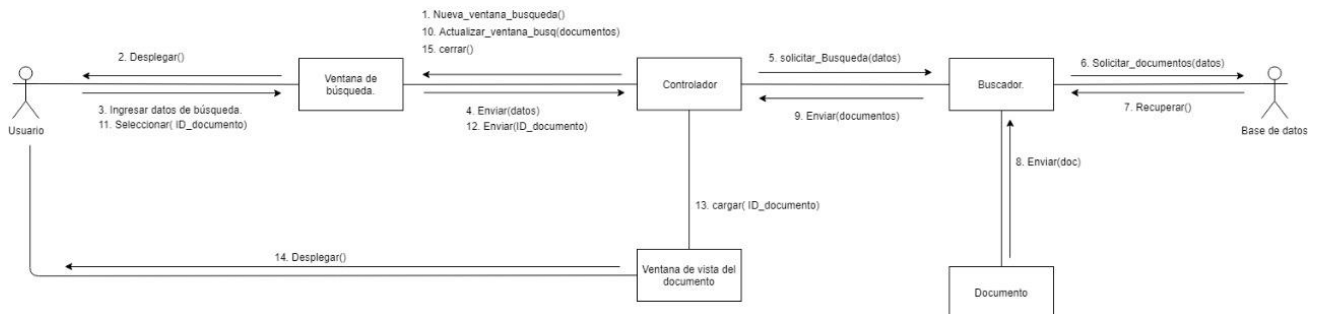 1. Nueva_ventana_busqueda()
10. Actualizar_ventana_busq(documentos)
15. cerrar()
2. Desplegar()
5. solicitar_Busqueda(datos)
6. Solicitar_documentos(datos)
Ventana de
búsqueda.
Controlador
Buscador.
3. Ingresar datos de búsqueda.
11. Seleccionar( ID_documento)
4. Enviar(datos)
12. Enviar(ID_documento)
9. Enviar(documentos)
7. Recuperar()
Usuario
Base de datos
8. Enviar(doc)
13. cargar( ID_documento)
14. Desplegar()
Ventana de vista del
documento
Documento